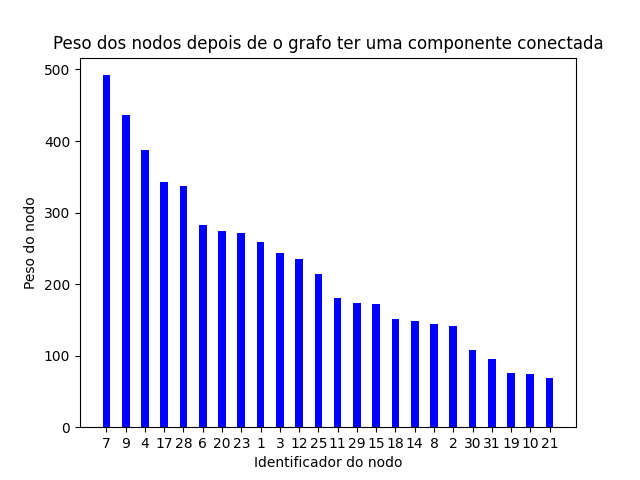 Peso dos nodos depois de o grafo ter uma componente conectada
500
400
300
200
100
0
Peso do nodo
7 9 4 17 28 6 20 23 1 3 12 25 11 29 15 18 14 8 2 30 31 19 10 21
Identificador do nodo